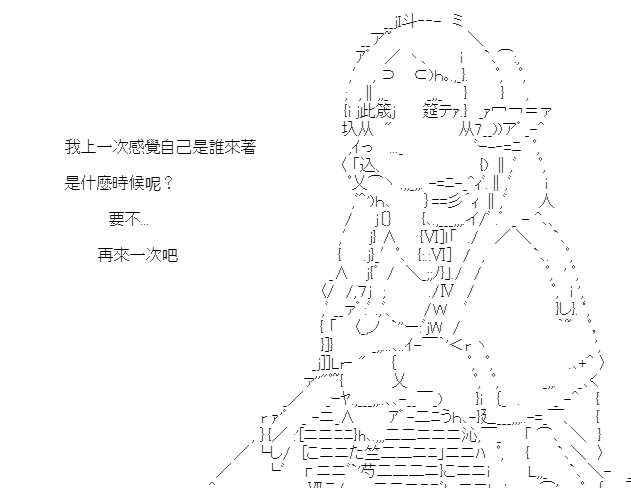 我上一次感覺自己是誰來著
是什麼時候呢？
要不...
再來一次吧